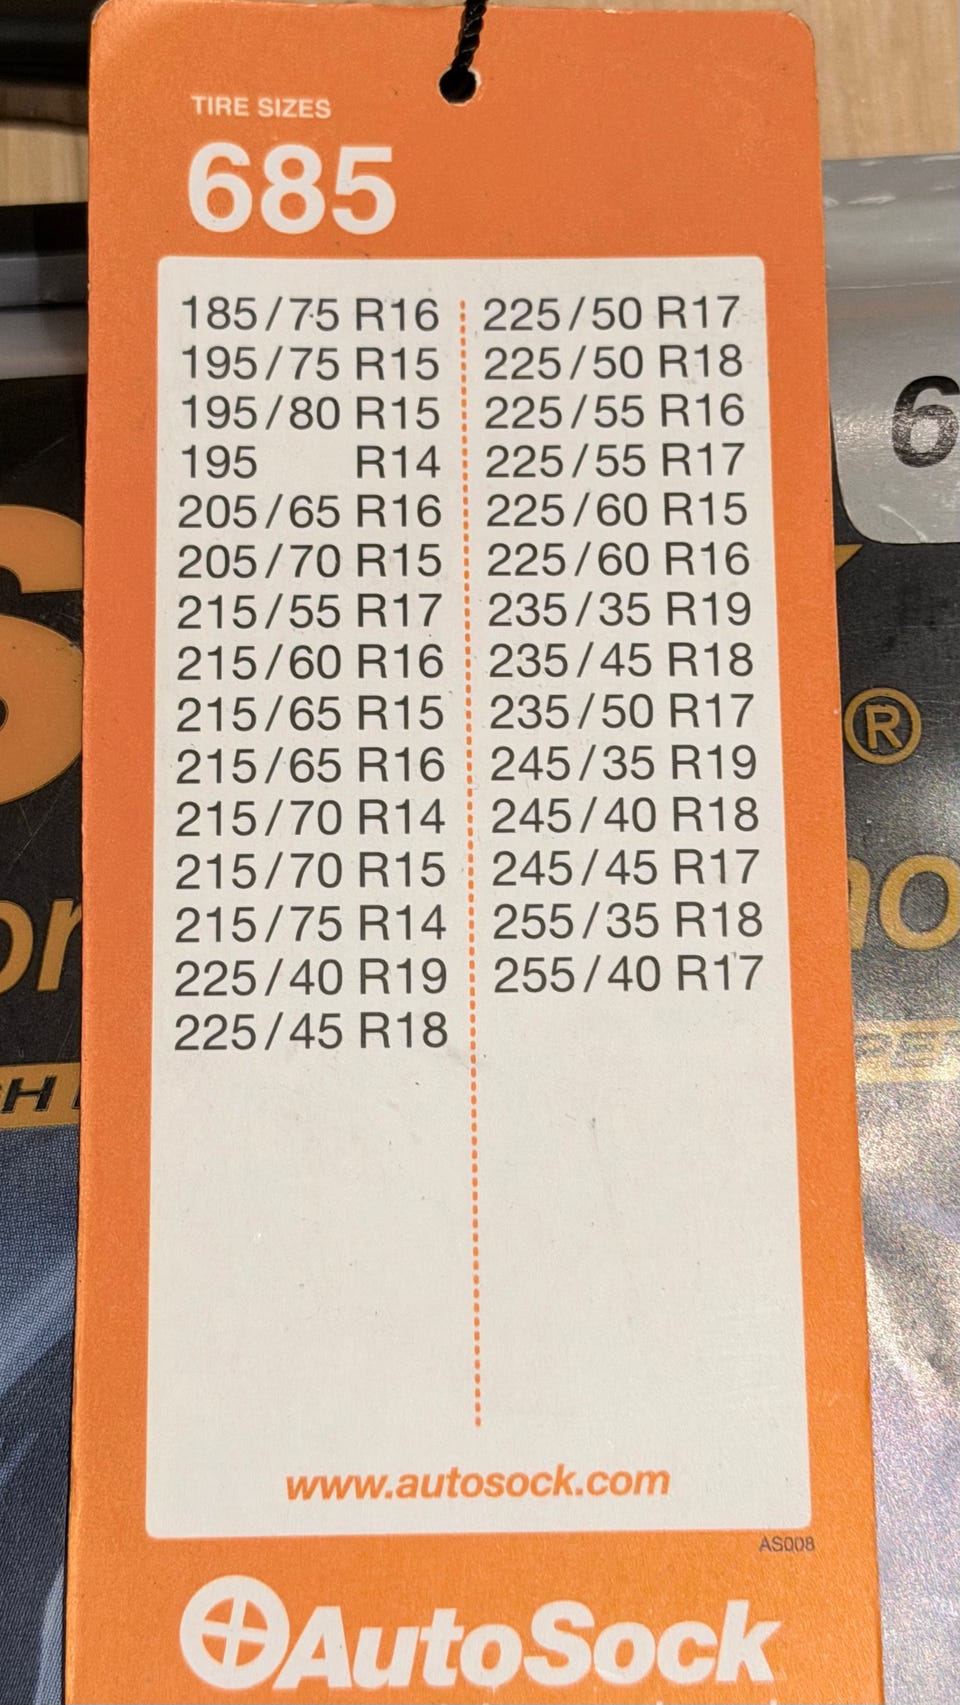 TIRE SIZES
685
185/75 R16
195/75 R15
195/80 R15
195 R14
205/65 R16
205/70 R15
215/55 R17
215/60 R16
215/65 R15
215/65 R16
215/70 R14
215/70 R15
215/75 R14
225/40 R19
225/45 R18
225/50 R17
225/50 R18
225/55 R16
225/55 R17
225/60 R15
225/60 R16
235/35 R19
235/45 R18
235/50 R17
245/35 R19
245/40 R18
245/45 R17
255/35 R18
255/40 R17
www.autosock.com
AS008
AutoSock
6
®